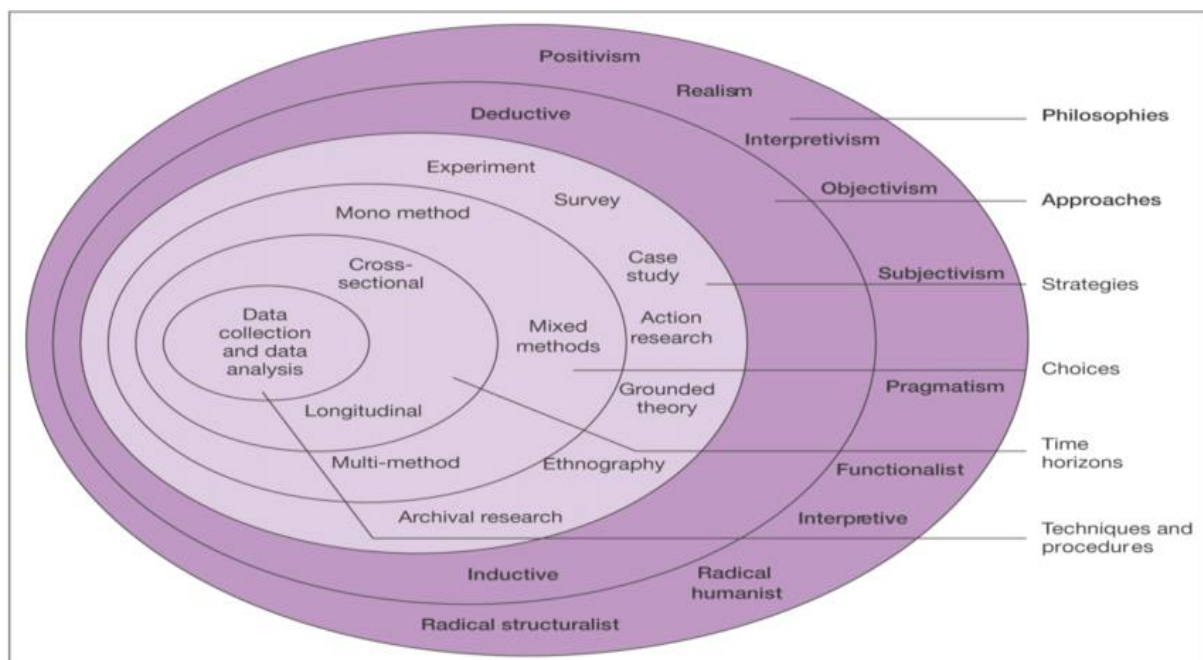 Positivism
Realism
Deductive
Philosophies
Interpretivism
Experiment
Objectivism
Survey
Approaches
Mono method
Case
study
Cross-
sectional
Subjectivism
Strategies
Data
collection
and data
analysis
Mixed
methods
Action
research
Choices
Pragmatism
Grounded
theory
Longitudinal
Time
horizons
Multi-method
Ethnography
Functionalist
Archival research
Interpretive
Techniques and
procedures
Inductive
Radical
humanist
Radical structuralist